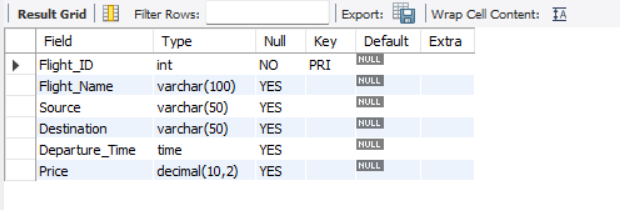 Result Grid Filter Rows: Export: Wrap Cell Content: IA
Field Type Null Key Default Extra
Flight_ID int NO PRI NULL
Flight_Name varchar(100) YES NULL
Source varchar(50) YES NULL
Destination varchar(50) YES NULL
Departure_Time time YES NULL
Price decimal(10,2) YES NULL